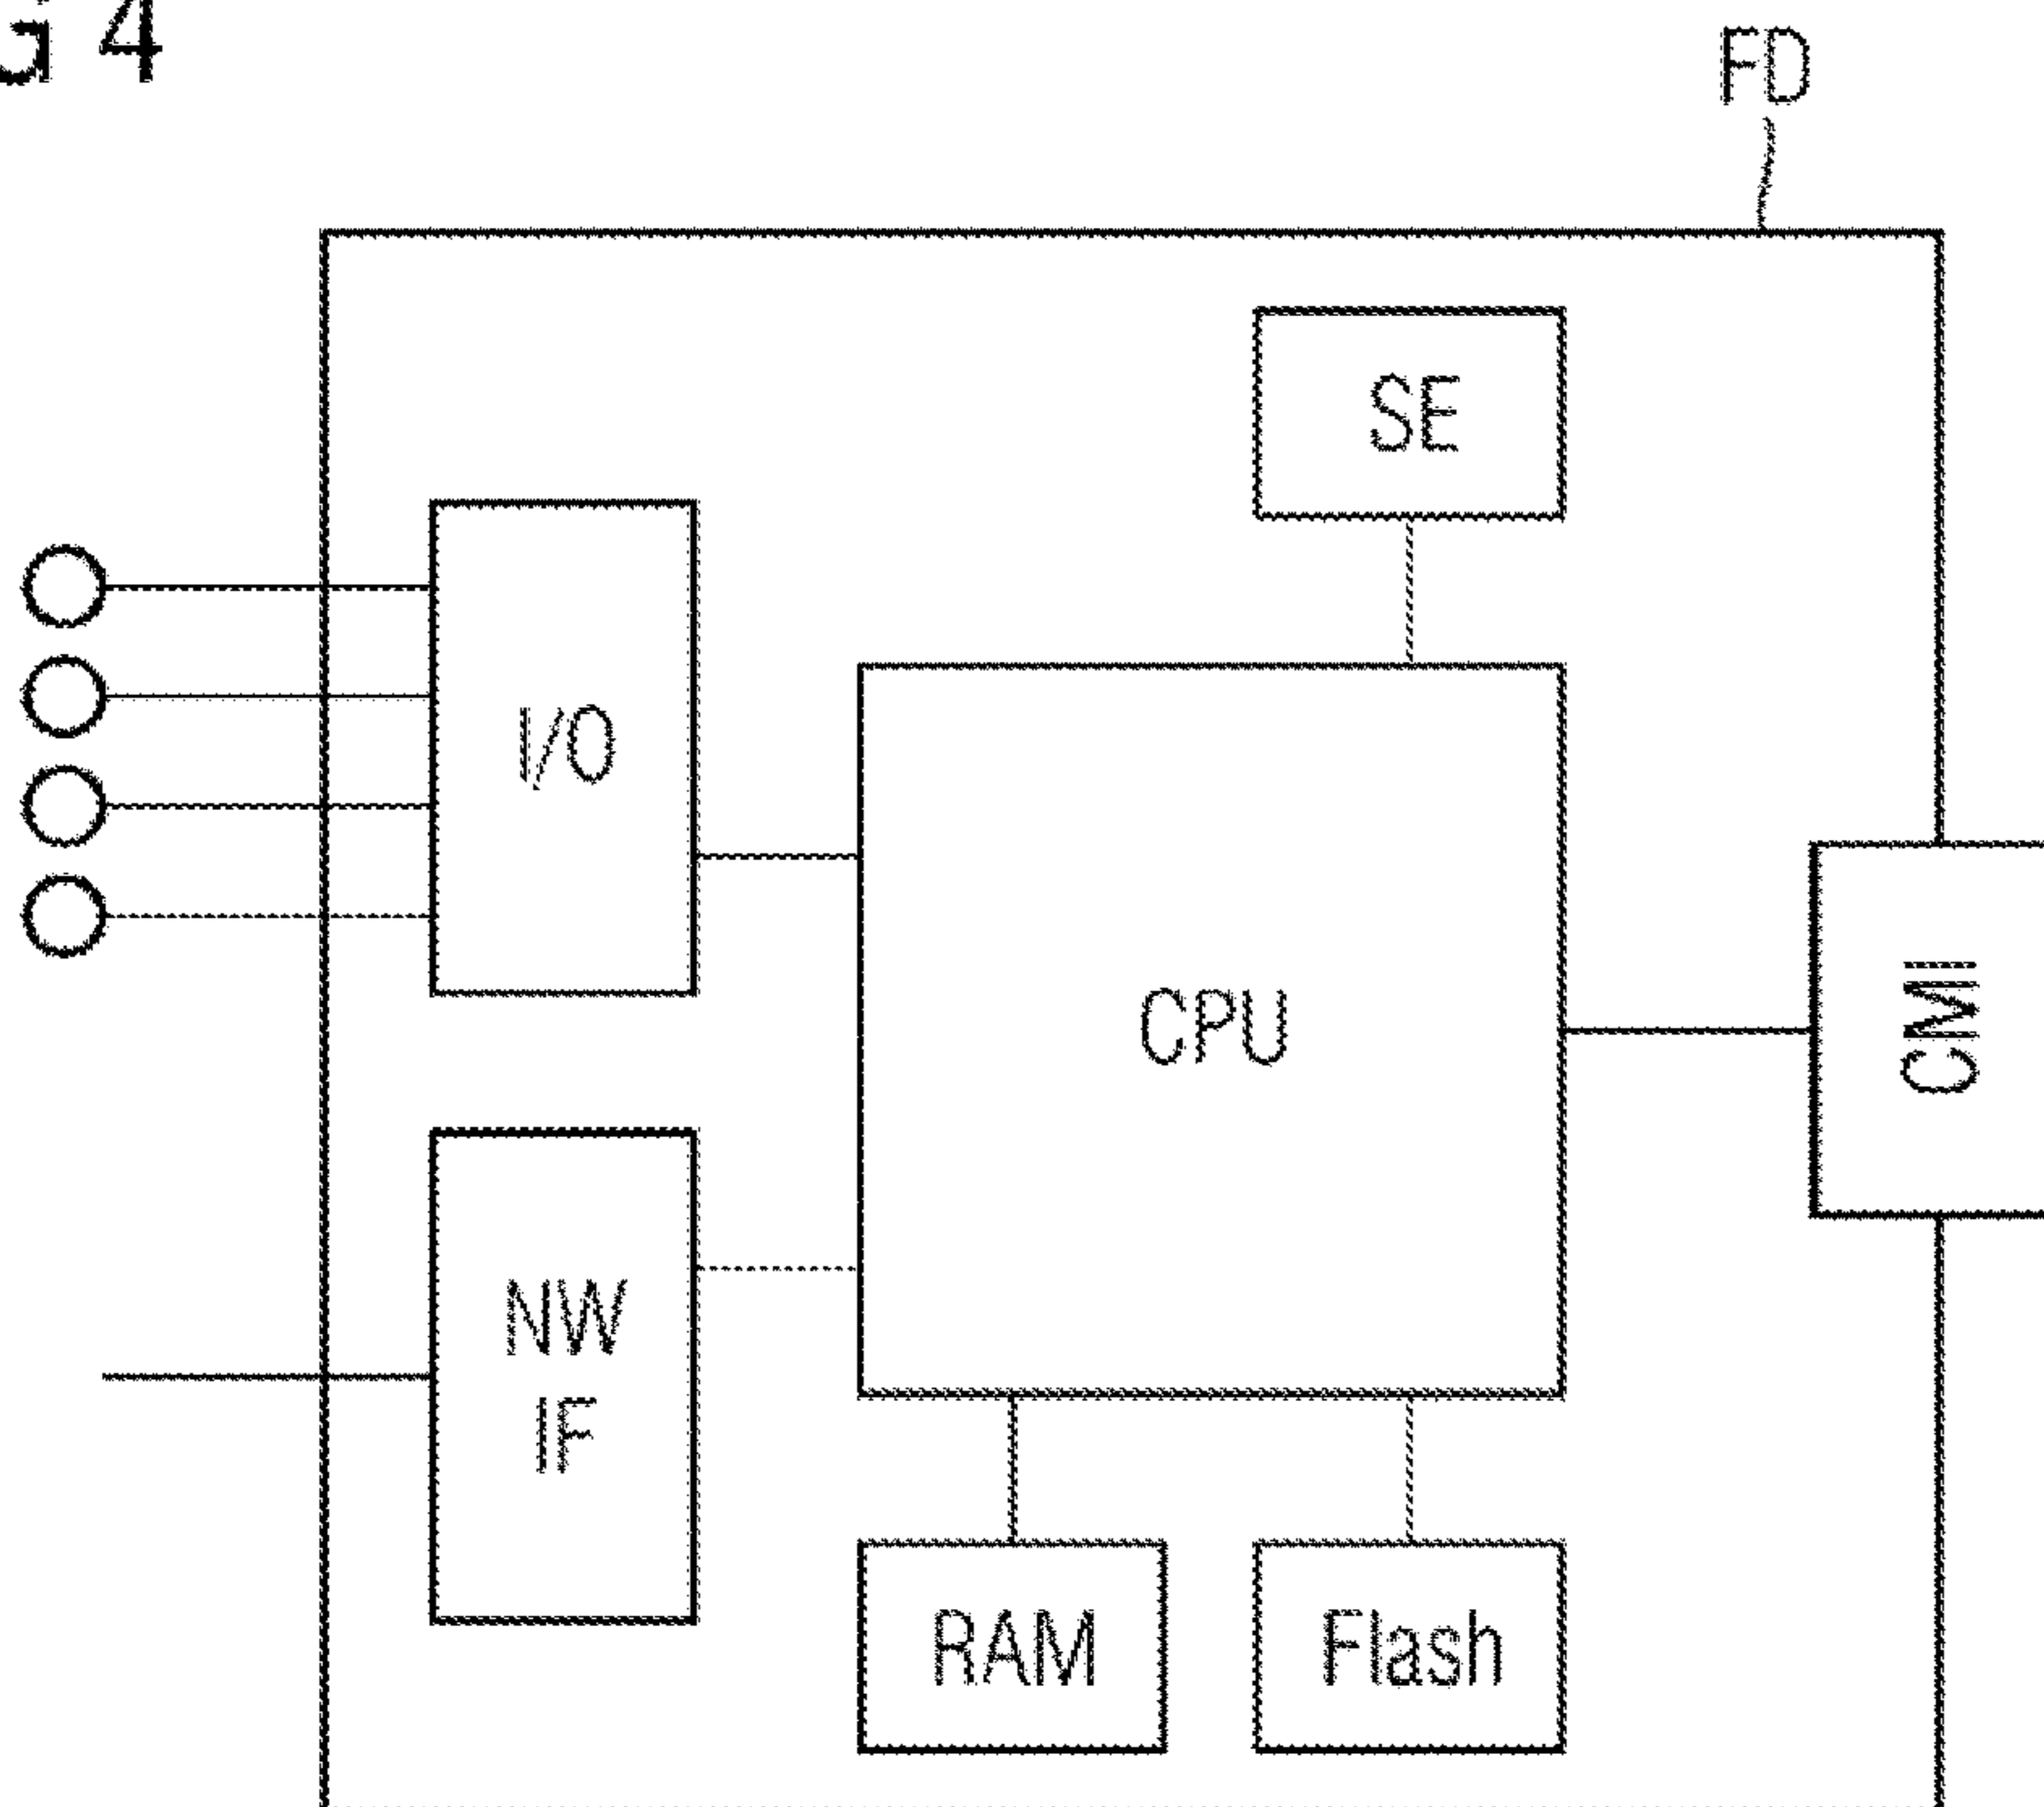 G 4
FD
SE
I/O
CPU
CMI
NW
IF
RAM
Flash